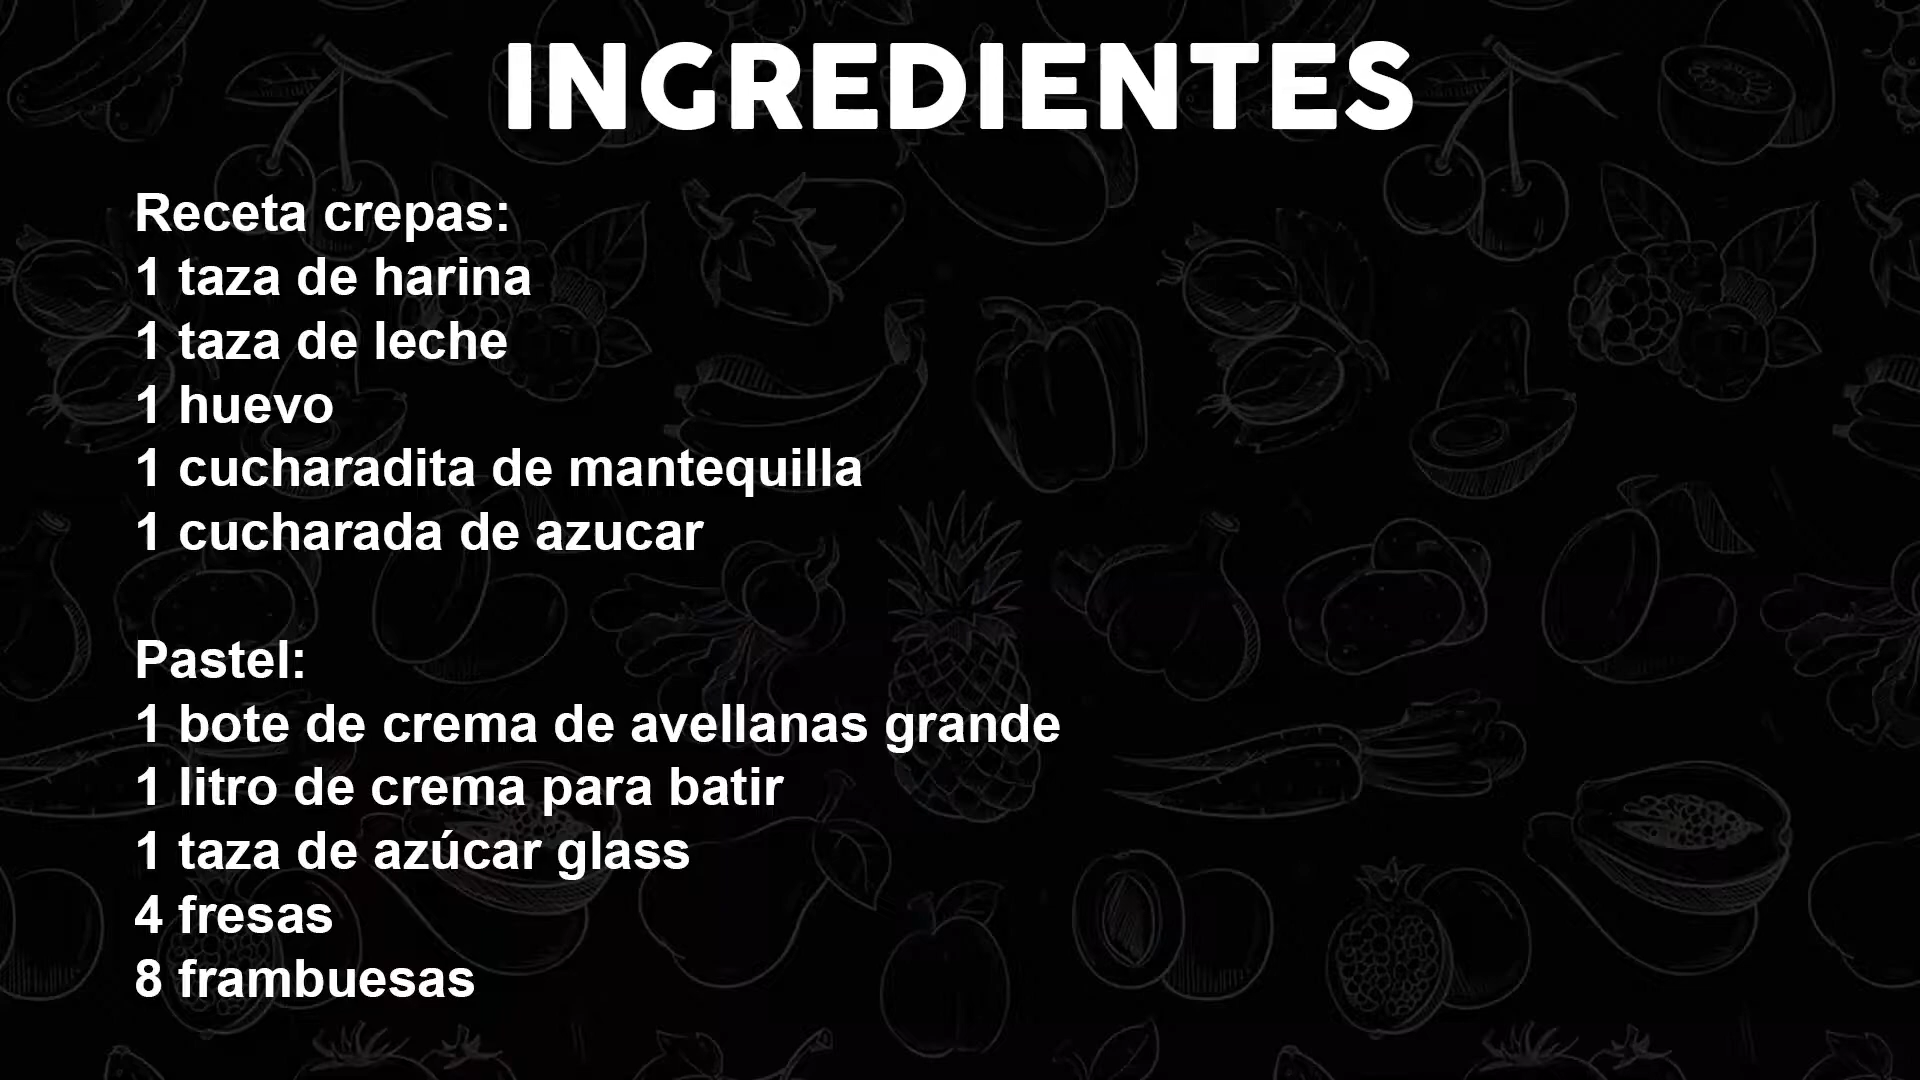 INGREDIENTES
Receta crepas:
1 taza de harina
1 taza de leche
1 huevo
1 cucharadita de mantequilla
1 cucharada de azucar
Pastel:
1 bote de crema de avellanas grande
1 litro de crema para batir
1 taza de azúcar glass
4 fresas
8 frambuesas